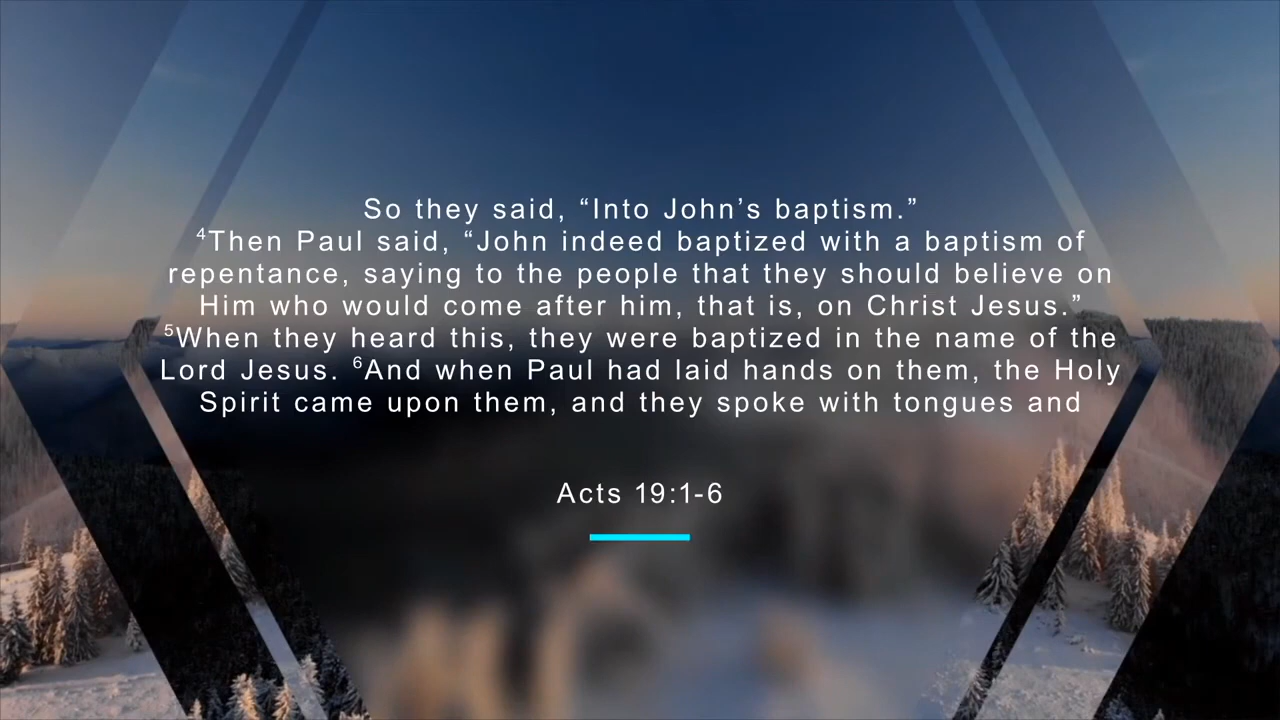 So they said, “Into John’s baptism.”
⁴Then Paul said, “John indeed baptized with a baptism of
repentance, saying to the people that they should believe on
Him who would come after him, that is, on Christ Jesus.”
⁵When they heard this, they were baptized in the name of the
Lord Jesus. ⁶And when Paul had laid hands on them, the Holy
Spirit came upon them, and they spoke with tongues and
Acts 19:1-6